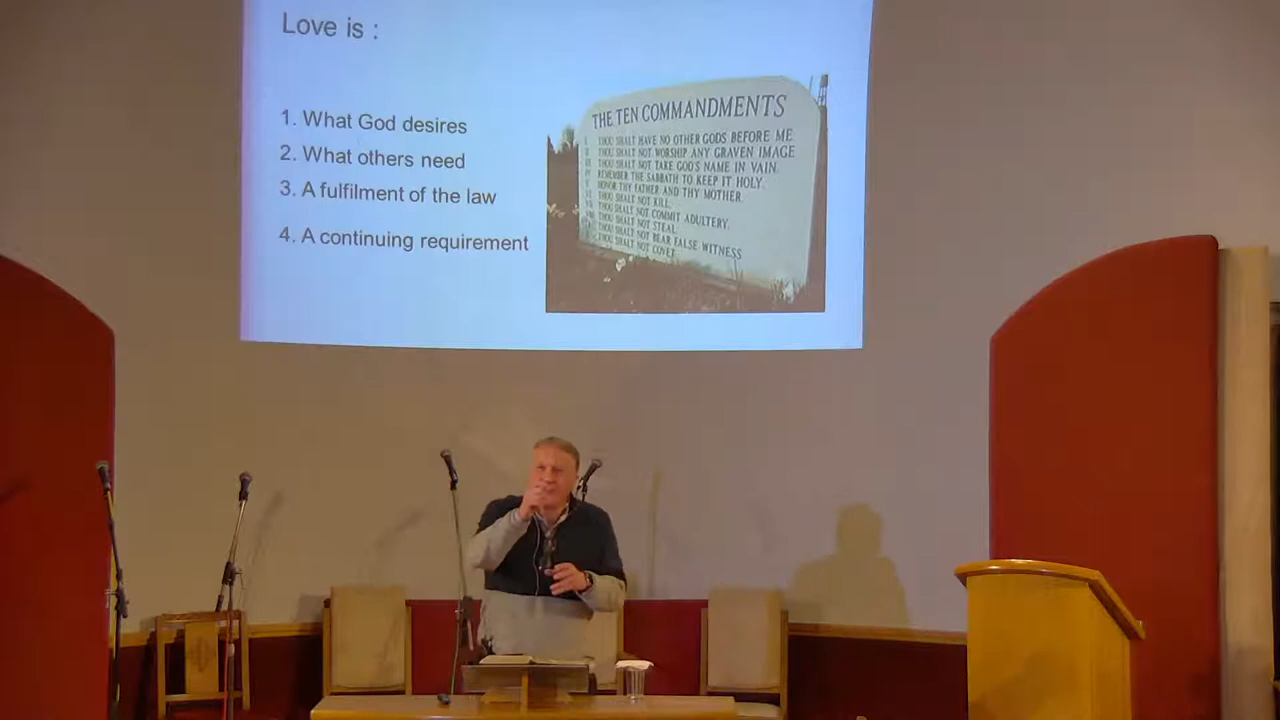 Love is :
1. What God desires
2. What others need
3. A fulfilment of the law
4. A continuing requirement
THE TEN COMMANDMENTS
I THOU SHALT HAVE NO OTHER GODS BEFORE ME.
II THOU SHALT NOT WORSHIP ANY GRAVEN IMAGE
III THOU SHALT NOT TAKE GOD'S NAME IN VAIN.
IV REMEMBER THE SABBATH TO KEEP IT HOLY.
V HONOR THY FATHER AND THY MOTHER.
VI THOU SHALT NOT KILL.
THOU SHALT NOT COMMIT ADULTERY.
THOU SHALT NOT STEAL.
THOU SHALT NOT BEAR FALSE WITNESS
THOU SHALT NOT COVET